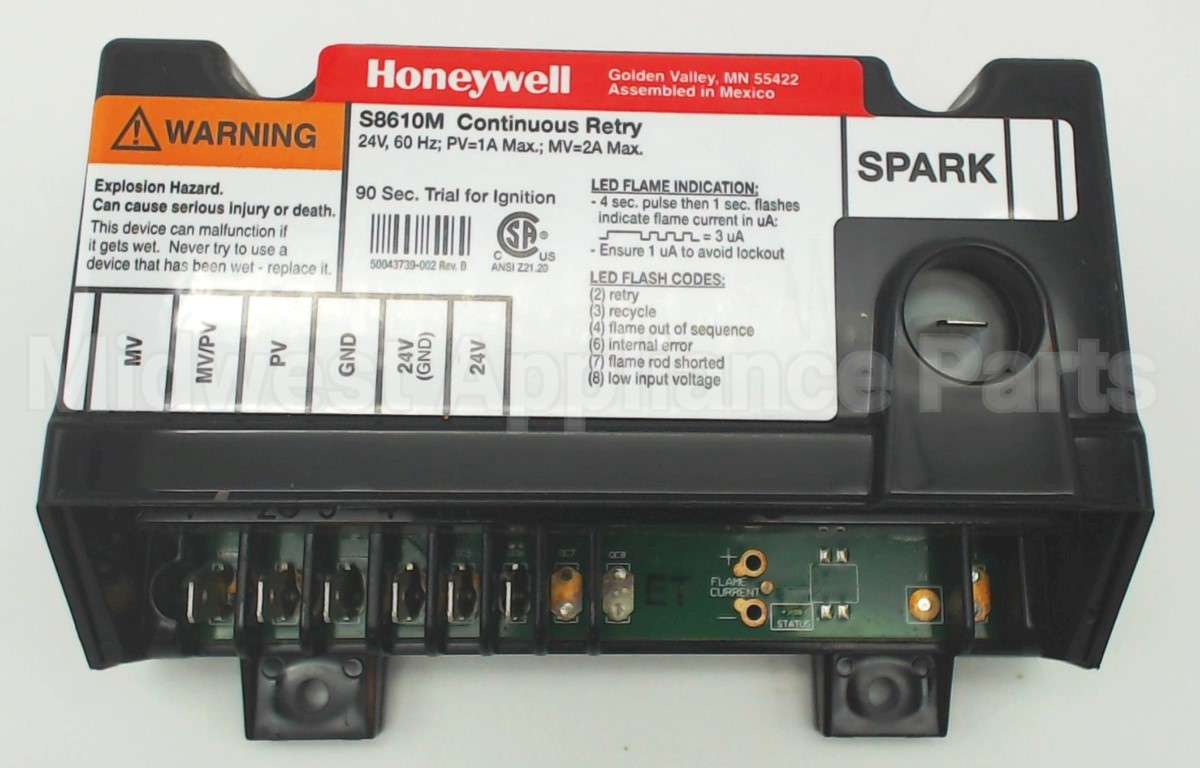 Honeywell
Golden Valley, MN 55422
Assembled in Mexico
WARNING
Explosion Hazard.
Can cause serious injury or death.
This device can malfunction if
it gets wet. Never try to use a
device that has been wet - replace it.
S8610M Continuous Retry
24V, 60 Hz; PV=1A Max.; MV=2A Max.
90 Sec. Trial for Ignition
50043739-002 Rev. B
CSA ®
C US
ANSI Z21.20
LED FLAME INDICATION:
- 4 sec. pulse then 1 sec. flashes
indicate flame current in uA:
= 3 uA
- Ensure 1 uA to avoid lockout
LED FLASH CODES:
(2) retry
(3) recycle
(4) flame out of sequence
(6) internal error
(7) flame rod shorted
(8) low input voltage
SPARK
MV
MV/PV
PV
GND
24V
(GND)
24V
Midwest Appliance Parts
QC7
QC8
ET
+
FLAME
CURRENT
-
STATUS